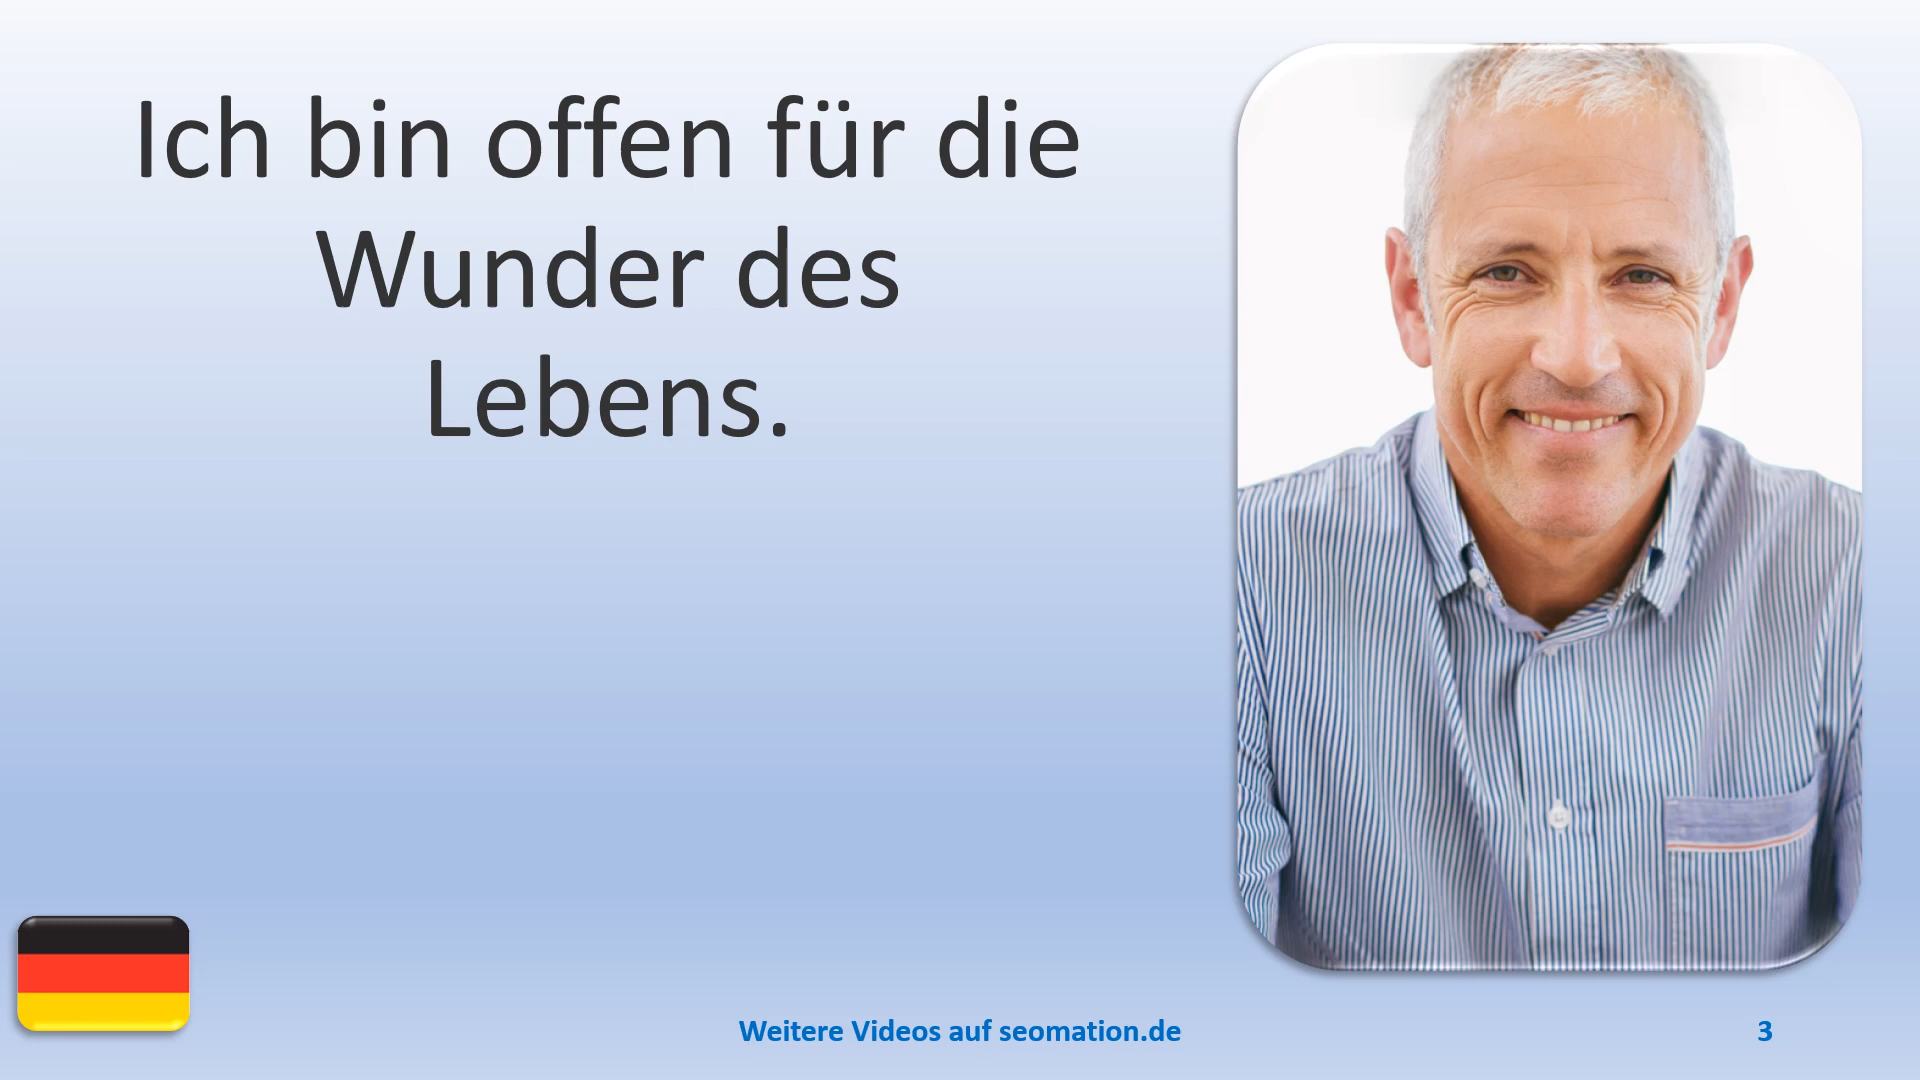 Ich bin offen für die
Wunder des
Lebens.
Weitere Videos auf seomation.de
3